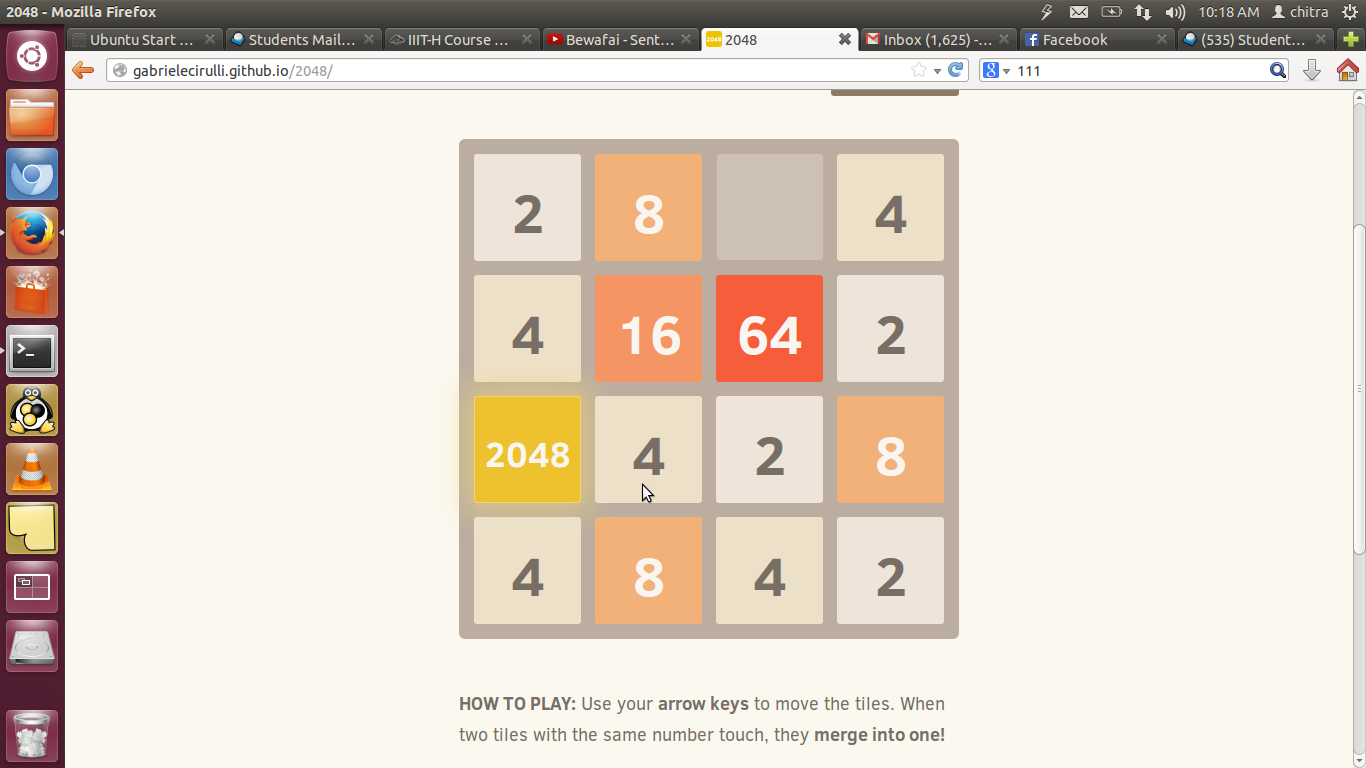 2048 - Mozilla Firefox
10:18 AM chitra
Ubuntu Start ...
Students Mail...
IIIT-H Course ...
Bewafai - Sent...
2048 2048
Inbox (1,625) -...
Facebook
(535) Student...
gabrielecirulli.github.io/2048/
8 111
2 8 4
4 16 64 2
2048 4 2 8
4 8 4 2
HOW TO PLAY: Use your arrow keys to move the tiles. When
two tiles with the same number touch, they merge into one!